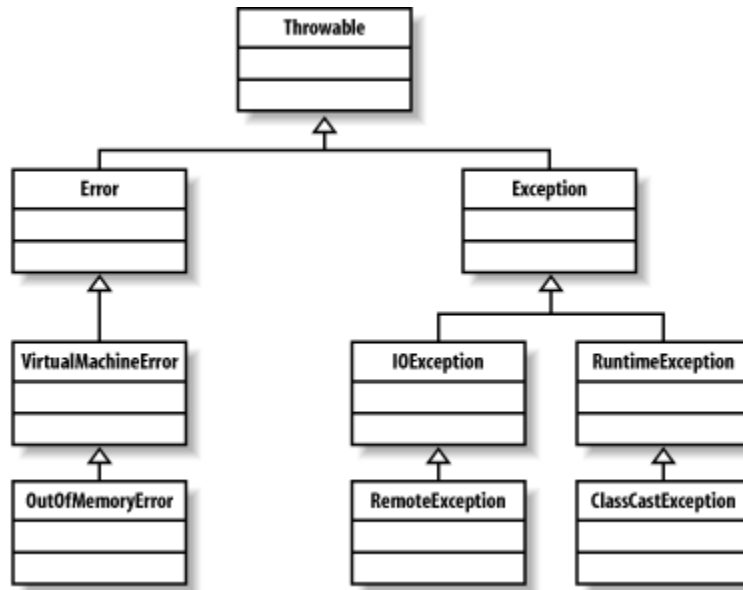 Throwable
Error
Exception
VirtualMachineError
IOException
RuntimeException
OutOfMemoryError
RemoteException
ClassCastException